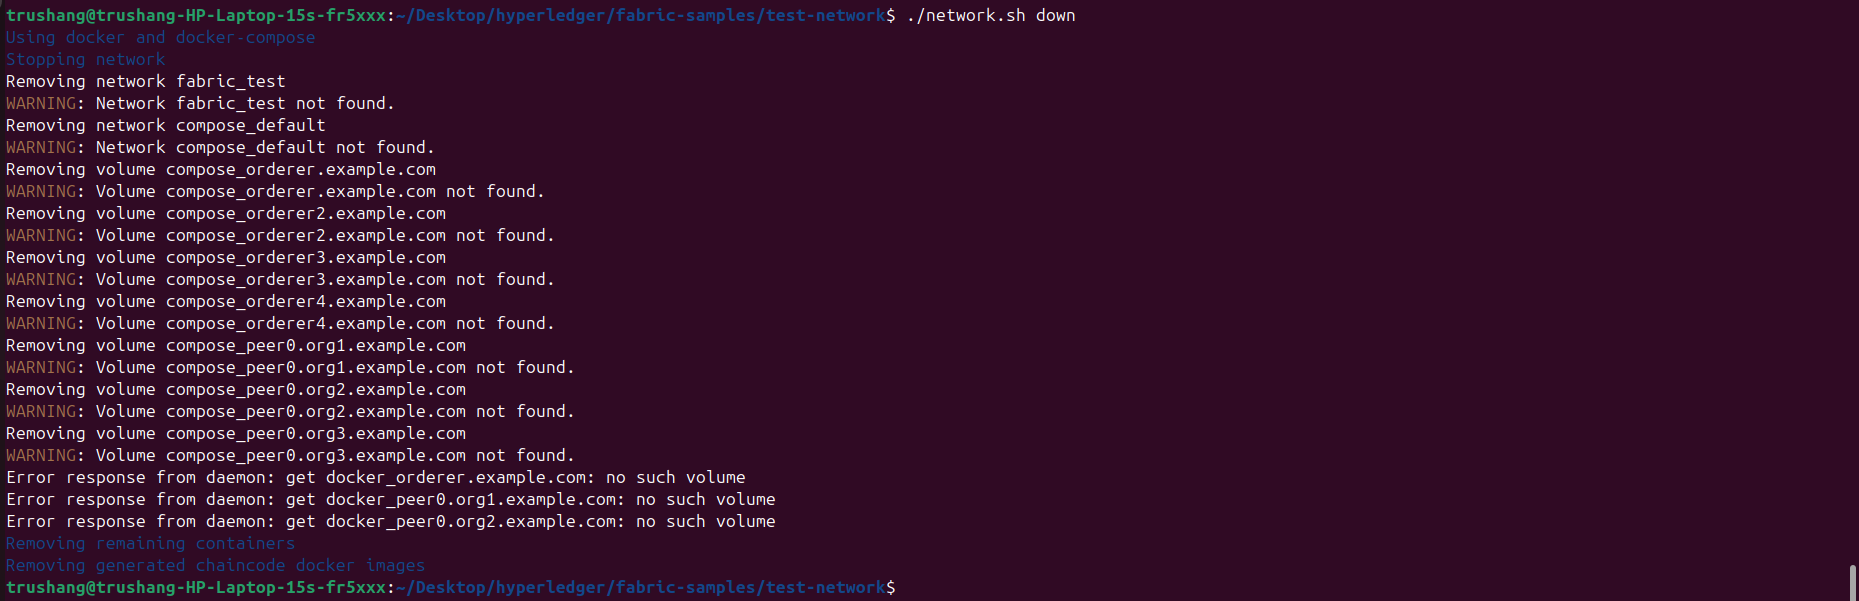 trushang@trushang-HP-Laptop-15s-fr5xxx:~/Desktop/hyperledger/fabric-samples/test-network$ ./network.sh down
Using docker and docker-compose
Stopping network
Removing network fabric_test
WARNING: Network fabric_test not found.
Removing network compose_default
WARNING: Network compose_default not found.
Removing volume compose_orderer.example.com
WARNING: Volume compose_orderer.example.com not found.
Removing volume compose_orderer2.example.com
WARNING: Volume compose_orderer2.example.com not found.
Removing volume compose_orderer3.example.com
WARNING: Volume compose_orderer3.example.com not found.
Removing volume compose_orderer4.example.com
WARNING: Volume compose_orderer4.example.com not found.
Removing volume compose_peer0.org1.example.com
WARNING: Volume compose_peer0.org1.example.com not found.
Removing volume compose_peer0.org2.example.com
WARNING: Volume compose_peer0.org2.example.com not found.
Removing volume compose_peer0.org3.example.com
WARNING: Volume compose_peer0.org3.example.com not found.
Error response from daemon: get docker_orderer.example.com: no such volume
Error response from daemon: get docker_peer0.org1.example.com: no such volume
Error response from daemon: get docker_peer0.org2.example.com: no such volume
Removing remaining containers
Removing generated chaincode docker images
trushang@trushang-HP-Laptop-15s-fr5xxx:~/Desktop/hyperledger/fabric-samples/test-network$